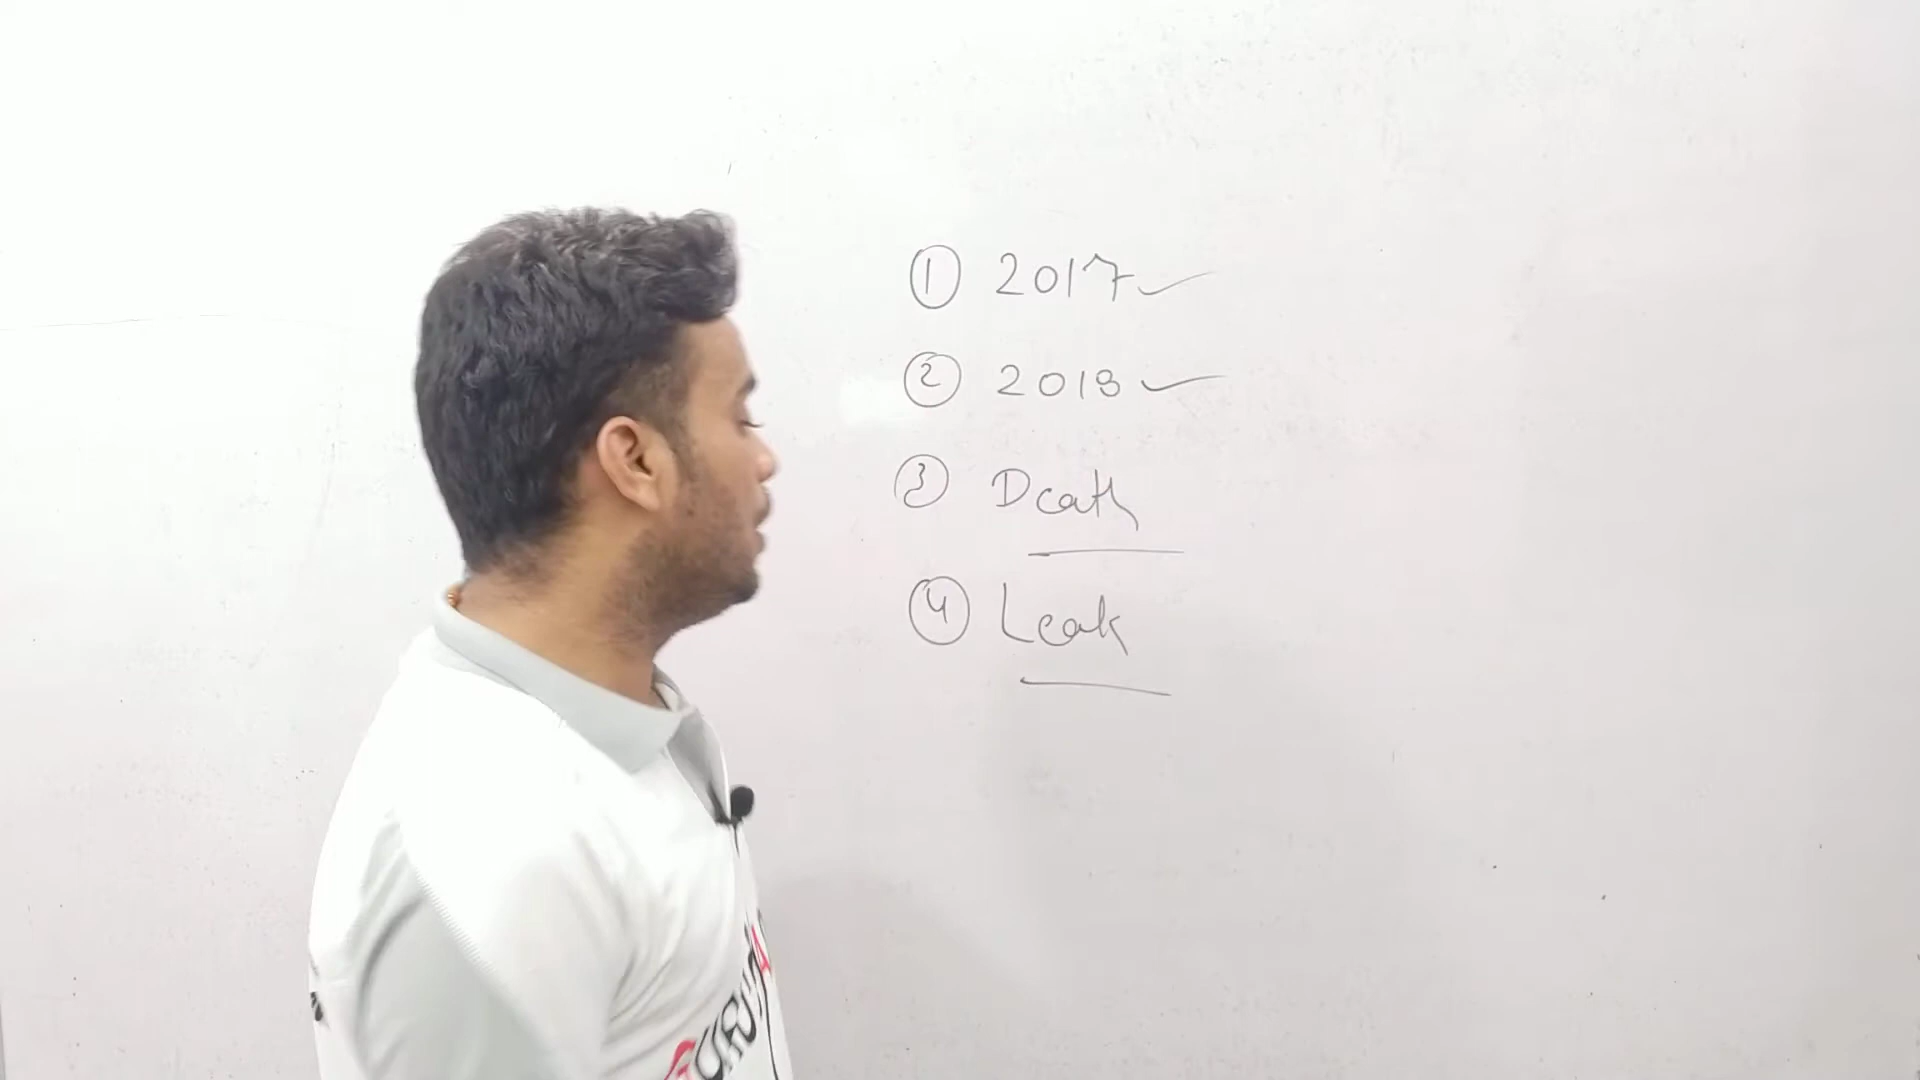 ① 2017 ✓
② 2018 ✓
③ Death
④ Leak